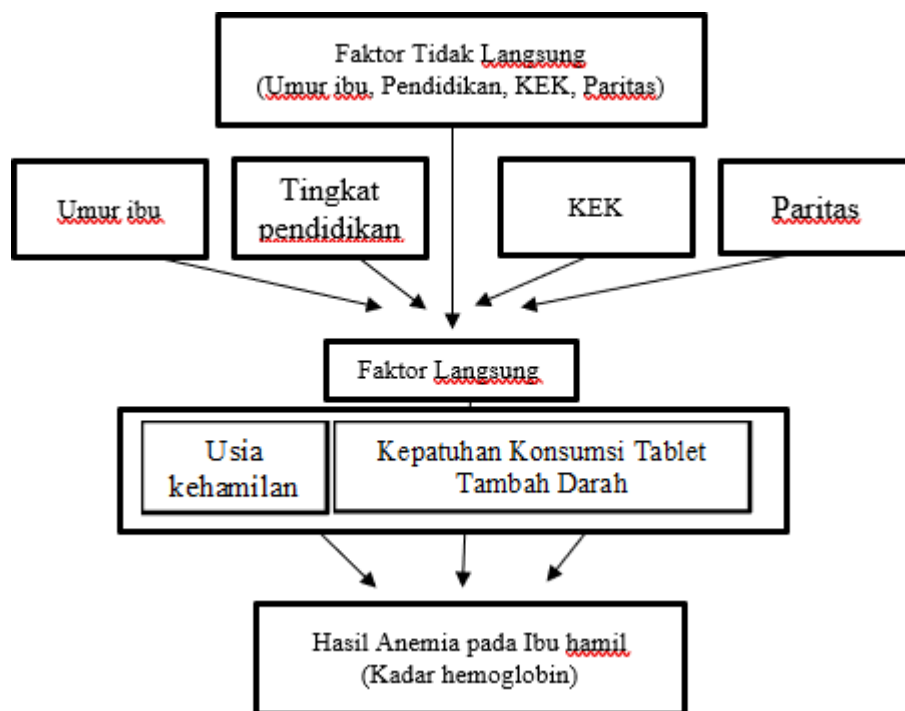 Faktor Tidak Langsung
(Umur ibu, Pendidikan, KEK, Paritas)
Umur ibu
Tingkat
pendidikan
KEK
Paritas
Faktor Langsung
Usia
kehamilan
Kepatuhan Konsumsi Tablet
Tambah Darah
Hasil Anemia pada Ibu hamil
(Kadar hemoglobin)